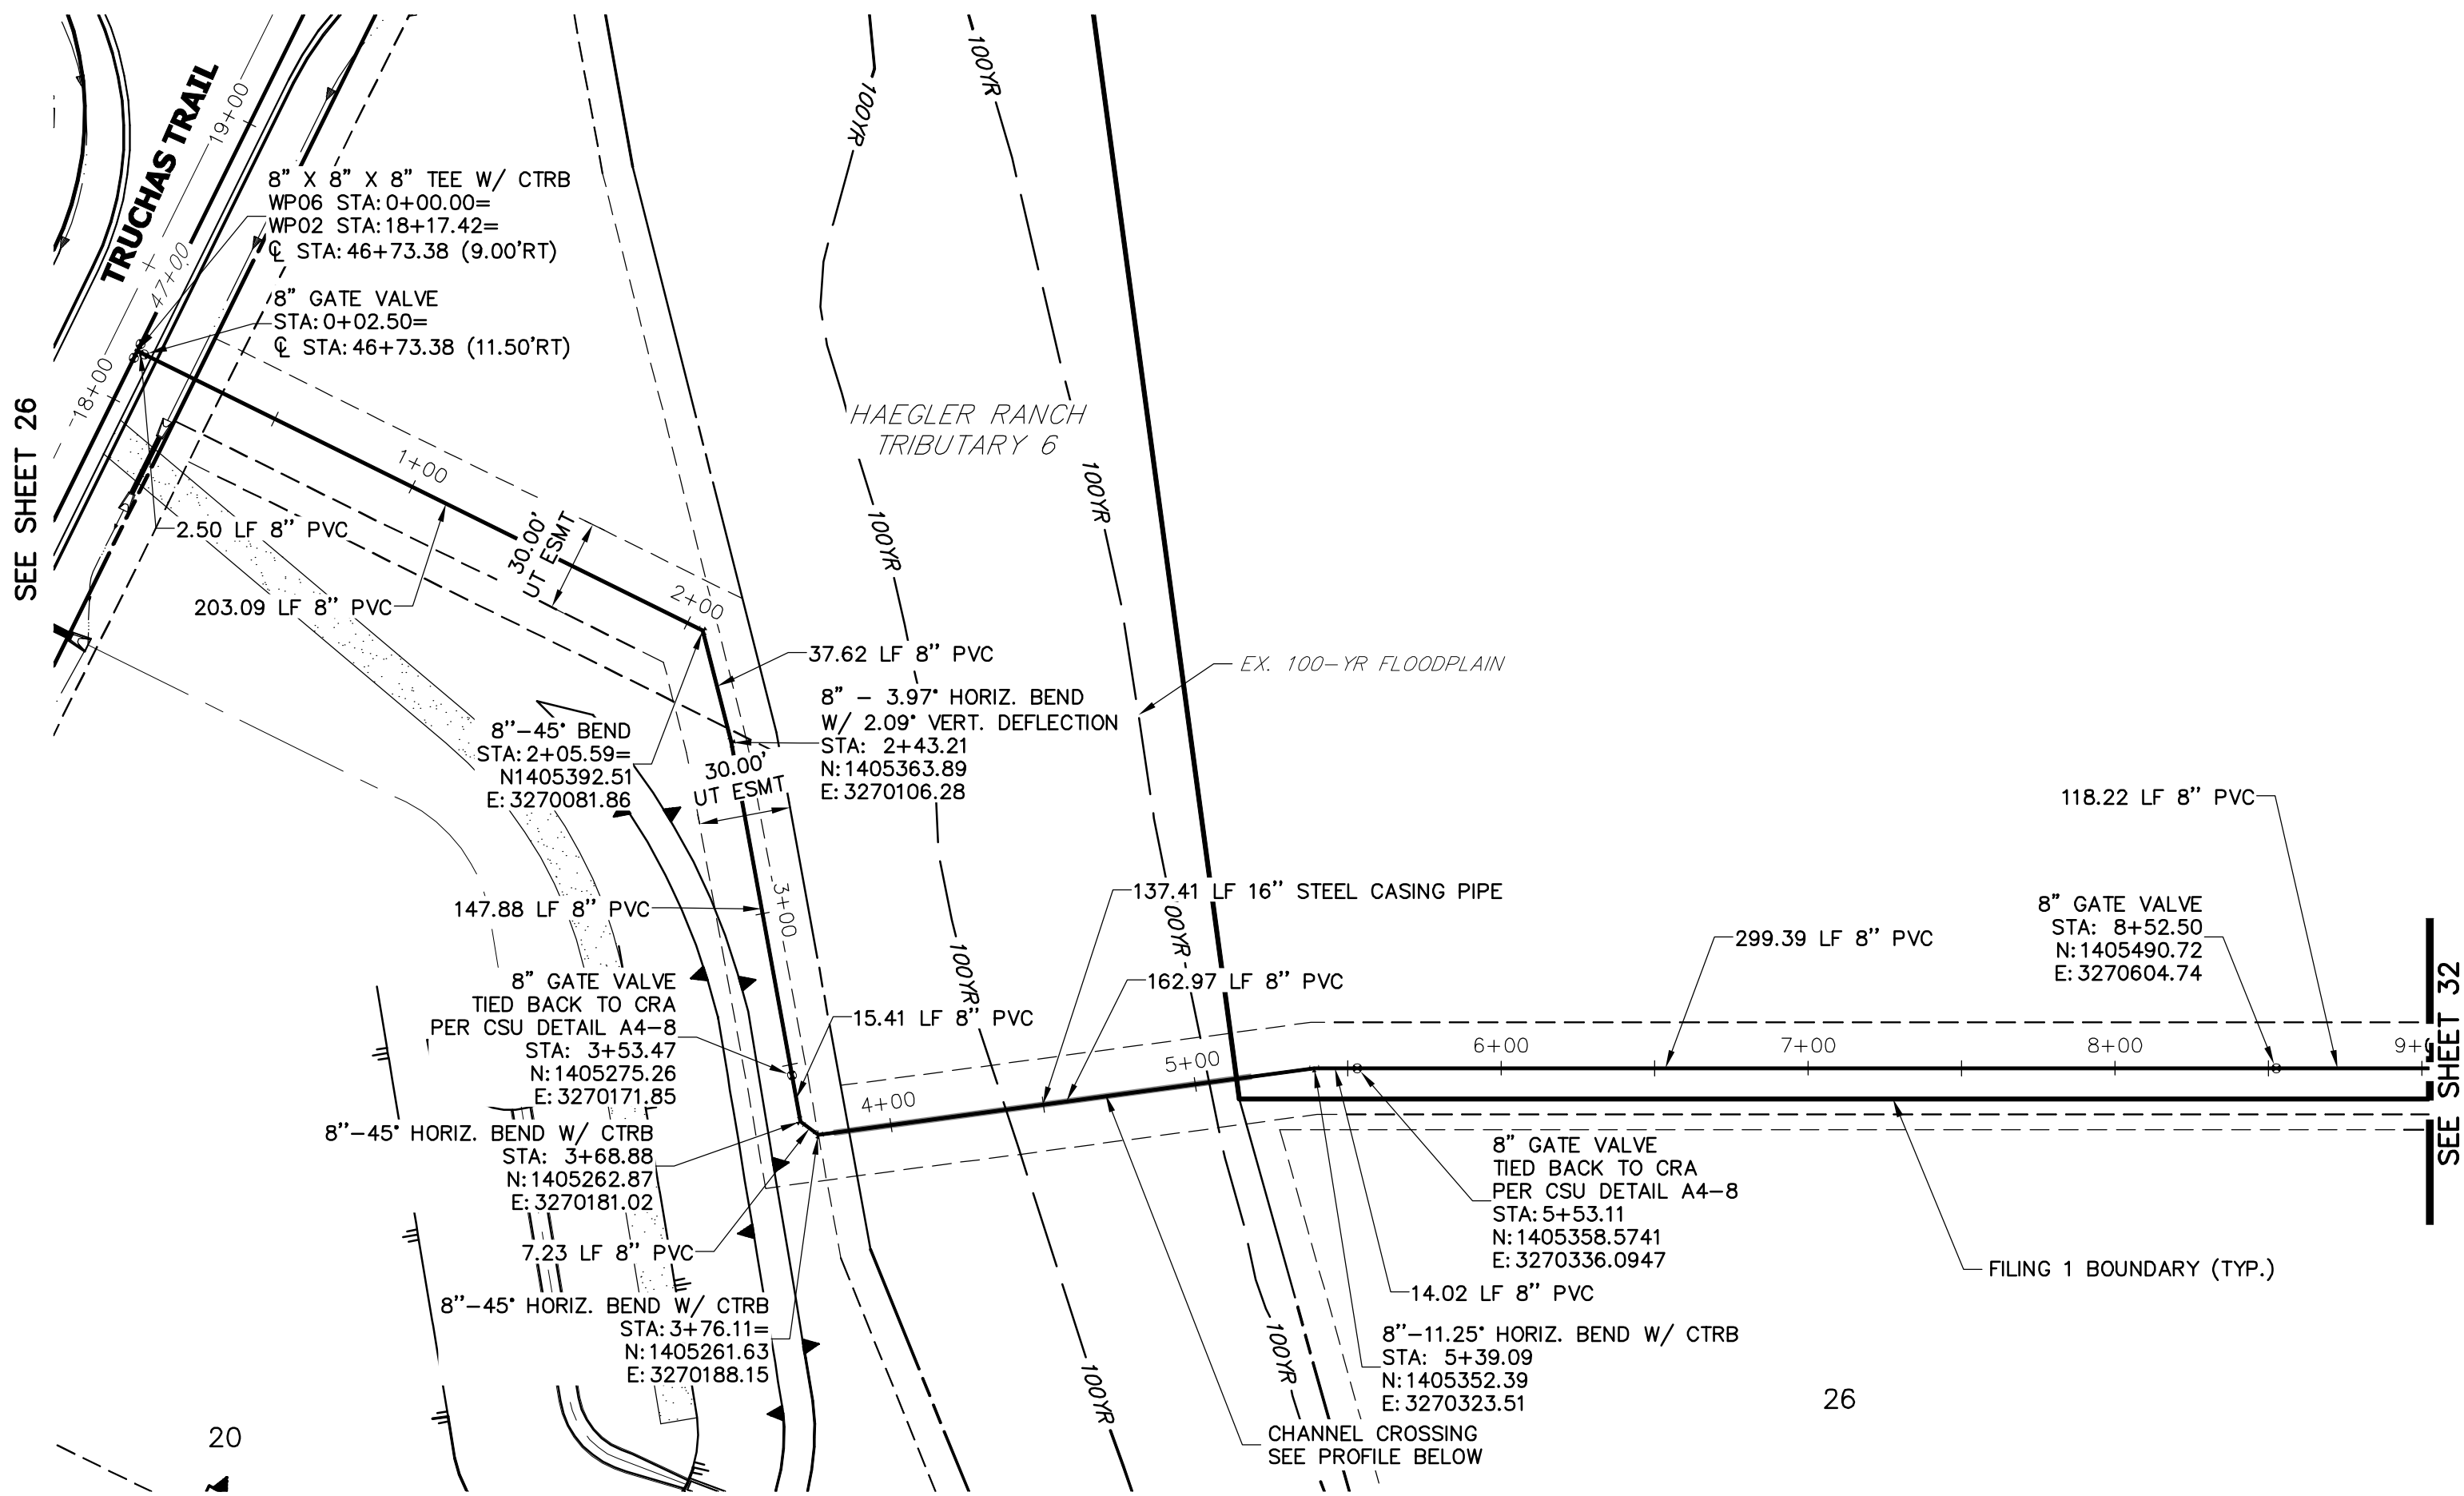 TRUCHAS TRAIL
19+00
47+00
18+00
SEE SHEET 26
8" X 8" X 8" TEE W/ CTRB
WP06 STA: 0+00.00=
WP02 STA: 18+17.42=
℄ STA: 46+73.38 (9.00'RT)
8" GATE VALVE
STA: 0+02.50=
℄ STA: 46+73.38 (11.50'RT)
100YR
100YR
HAEGLER RANCH
TRIBUTARY 6
1+00
100YR
100YR
2.50 LF 8" PVC
30.00'
UT ESMT
203.09 LF 8" PVC
2+00
37.62 LF 8" PVC
EX. 100-YR FLOODPLAIN
8" - 3.97° HORIZ. BEND
W/ 2.09° VERT. DEFLECTION
STA: 2+43.21
N: 1405363.89
E: 3270106.28
8"-45° BEND
STA: 2+05.59=
N1405392.51
E: 3270081.86
30.00'
UT ESMT
118.22 LF 8" PVC
147.88 LF 8" PVC
3+00
137.41 LF 16" STEEL CASING PIPE
00YR
100YR
299.39 LF 8" PVC
8" GATE VALVE
STA: 8+52.50
N: 1405490.72
E: 3270604.74
8" GATE VALVE
TIED BACK TO CRA
PER CSU DETAIL A4-8
STA: 3+53.47
N: 1405275.26
E: 3270171.85
162.97 LF 8" PVC
15.41 LF 8" PVC
4+00
5+00
6+00
7+00
8+00
9+0
SEE SHEET 32
8"-45° HORIZ. BEND W/ CTRB
STA: 3+68.88
N: 1405262.87
E: 3270181.02
8" GATE VALVE
TIED BACK TO CRA
PER CSU DETAIL A4-8
STA: 5+53.11
N: 1405358.5741
E: 3270336.0947
7.23 LF 8" PVC
FILING 1 BOUNDARY (TYP.)
14.02 LF 8" PVC
8"-45° HORIZ. BEND W/ CTRB
STA: 3+76.11=
N: 1405261.63
E: 3270188.15
8"-11.25° HORIZ. BEND W/ CTRB
STA: 5+39.09
N: 1405352.39
E: 3270323.51
100YR
100YR
CHANNEL CROSSING
SEE PROFILE BELOW
20
26